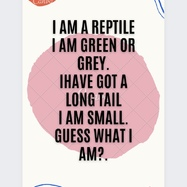 I AM A REPTILE
I AM GREEN OR
GREY.
IHAVE GOT A
LONG TAIL
I AM SMALL.
GUESS WHAT I
AM?.